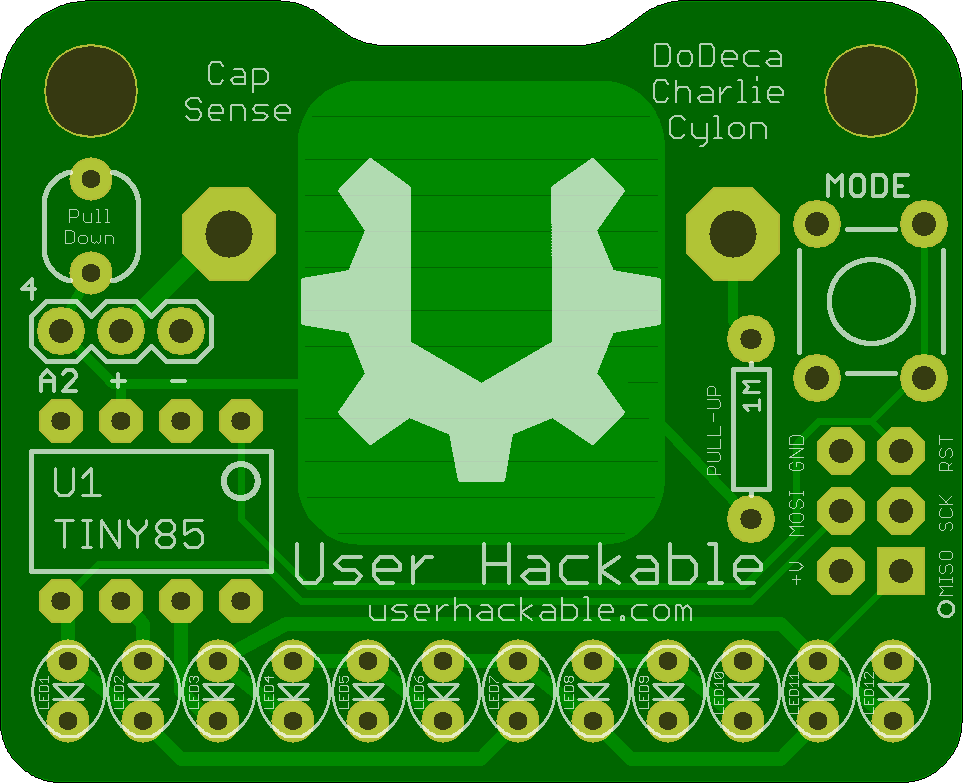 Cap
Sense
DoDeca
Charlie
Cylon
MODE
Pull
Down
4
A2 + -
1M
PULL-UP
GND
MOSI
+V
RST
SCK
MISO
U1
TINY85
User Hackable
userhackable.com
LED1
LED2
LED3
LED4
LED5
LED6
LED7
LED8
LED9
LED10
LED11
LED12